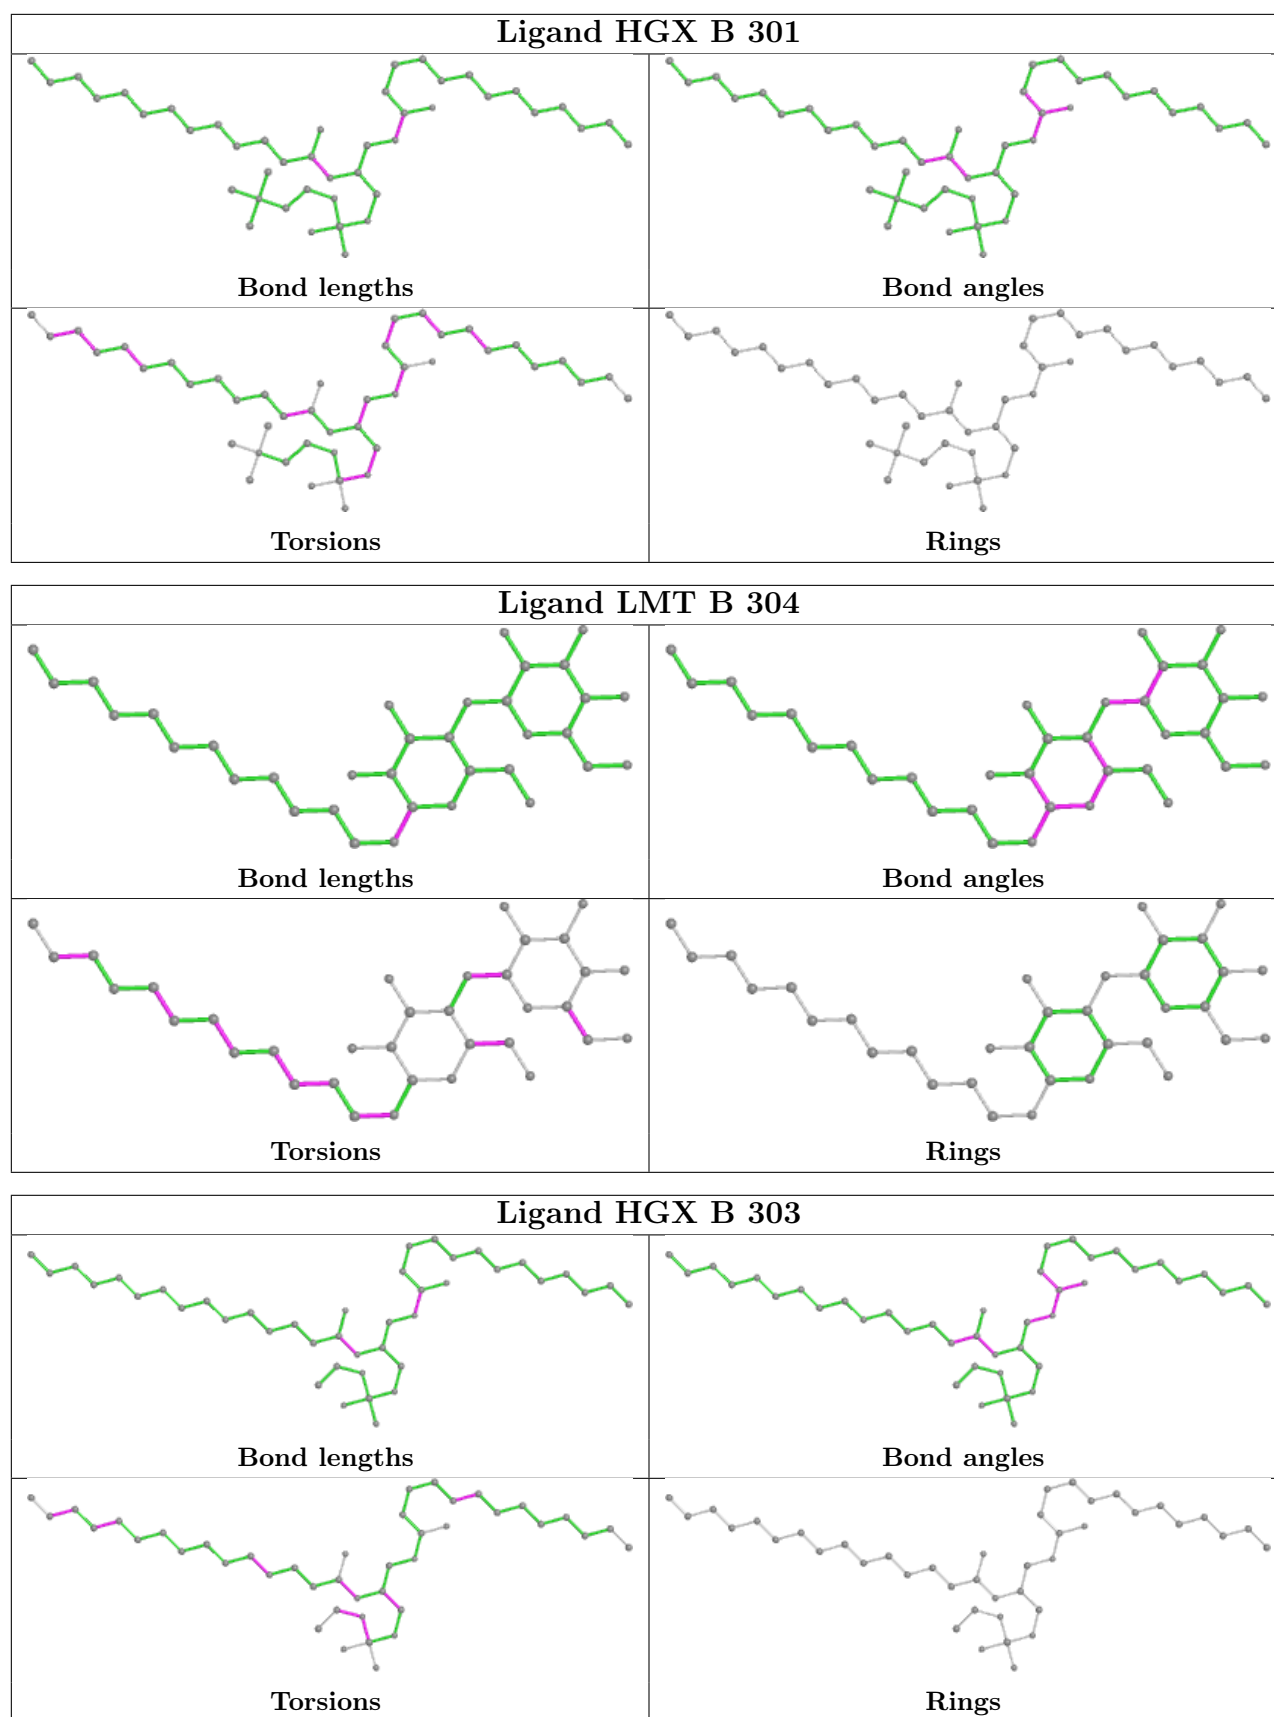 Ligand HGX B 301
Bond lengths
Bond angles
Torsions
Rings
Ligand LMT B 304
Bond lengths
Bond angles
Torsions
Rings
Ligand HGX B 303
Bond lengths
Bond angles
Torsions
Rings